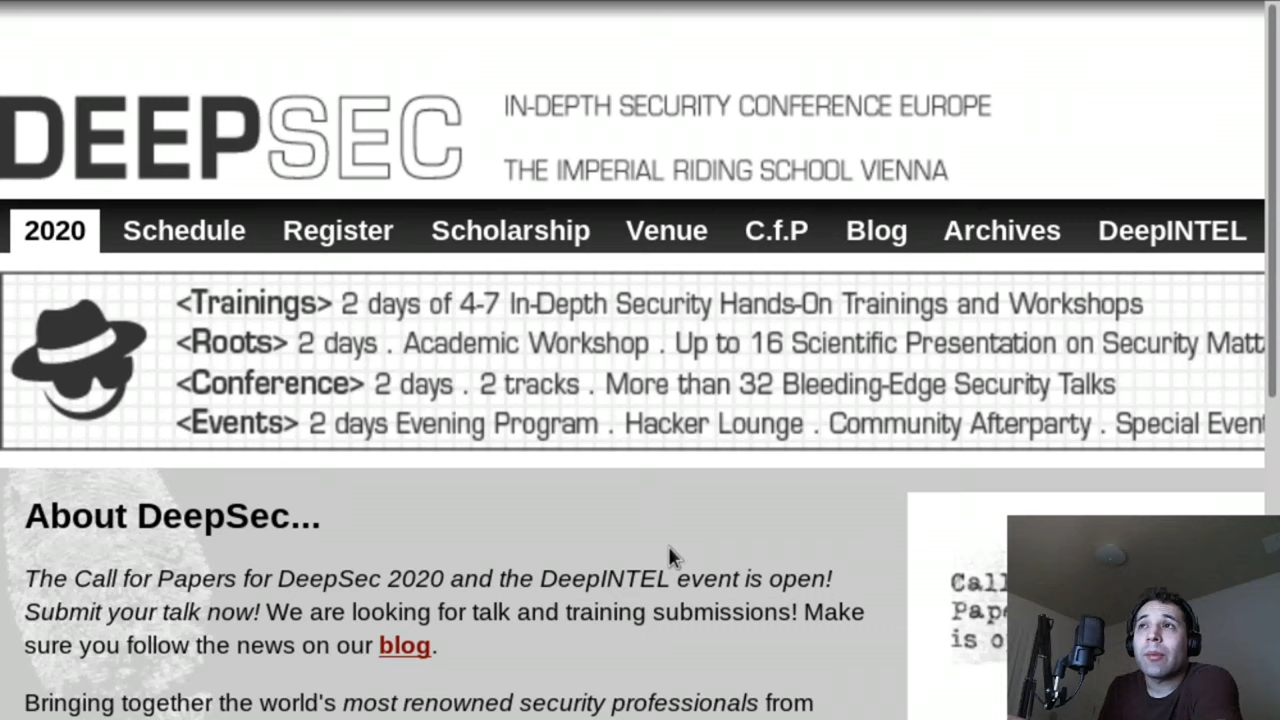 DEEPSEC
IN-DEPTH SECURITY CONFERENCE EUROPE
THE IMPERIAL RIDING SCHOOL VIENNA
2020 Schedule Register Scholarship Venue C.f.P Blog Archives DeepINTEL
<Trainings> 2 days of 4-7 In-Depth Security Hands-On Trainings and Workshops
<Roots> 2 days . Academic Workshop . Up to 16 Scientific Presentation on Security Matt
<Conference> 2 days . 2 tracks . More than 32 Bleeding-Edge Security Talks
<Events> 2 days Evening Program . Hacker Lounge . Community Afterparty . Special Even
About DeepSec...
The Call for Papers for DeepSec 2020 and the DeepINTEL event is open!
Submit your talk now! We are looking for talk and training submissions! Make
sure you follow the news on our blog.
Bringing together the world's most renowned security professionals from
Call
Pap
is o